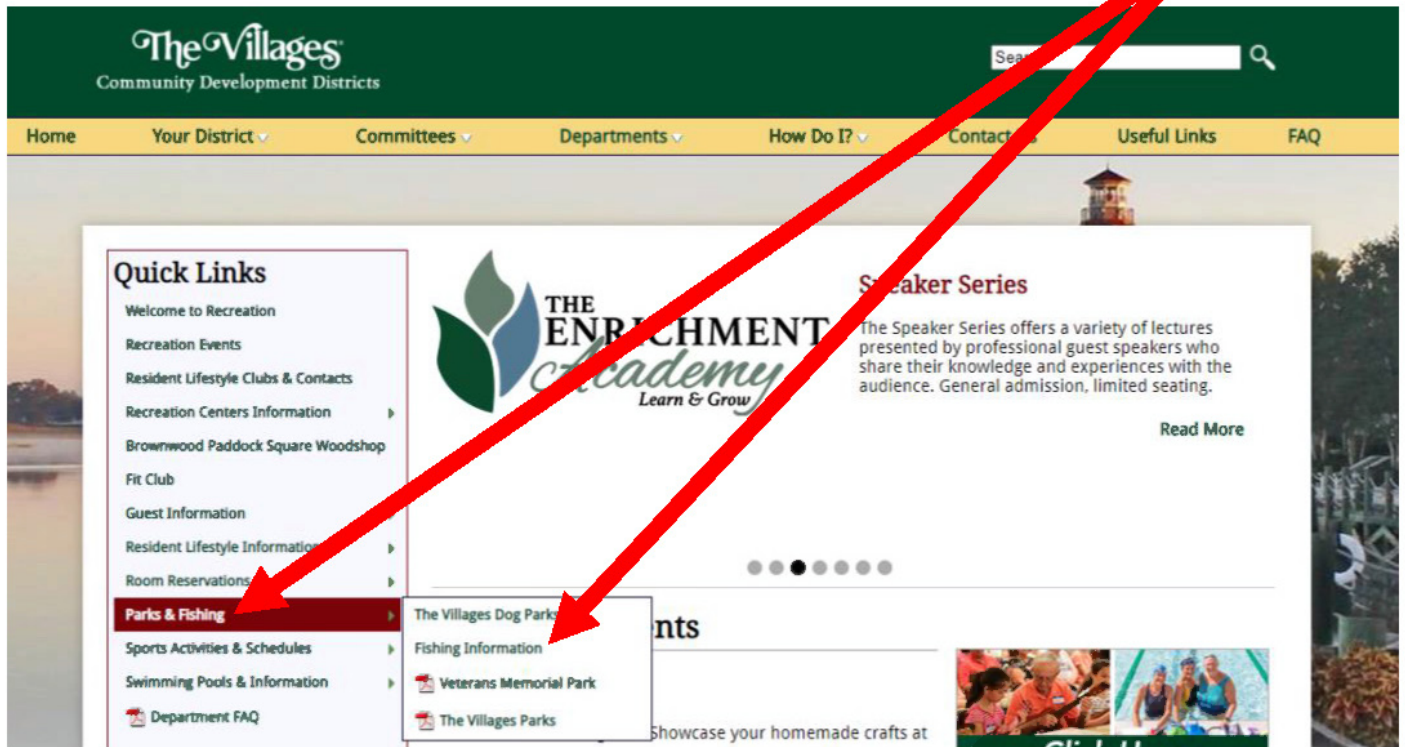 The Villages
Community Development Districts
Home
Your District
Committees
Departments
How Do I?
Contact
Useful Links
FAQ
Quick Links
Welcome to Recreation
Recreation Events
Resident Lifestyle Clubs & Contacts
Recreation Centers Information
Brownwood Paddock Square Woodshop
Fit Club
Guest Information
Resident Lifestyle Information
Room Reservations
Parks & Fishing
Sports Activities & Schedules
Swimming Pools & Information
Department FAQ
The Villages Dog Parks
Fishing Information
Veterans Memorial Park
The Villages Parks
THE
ENRICHMENT
Academy
Learn & Grow
Speaker Series
The Speaker Series offers a variety of lectures
presented by professional guest speakers who
share their knowledge and experiences with the
audience. General admission, limited seating.
Read More
nts
Showcase your homemade crafts at